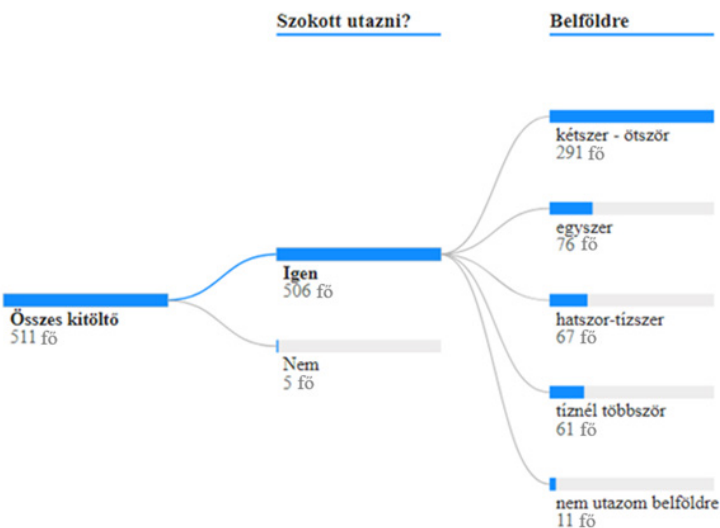 Szokott utazni?
Belföldre
Összes kitöltő
511 fő
Igen
506 fő
Nem
5 fő
kétszer - ötször
291 fő
egyszer
76 fő
hatszor-tízszer
67 fő
tíznél többször
61 fő
nem utazom belföldre
11 fő